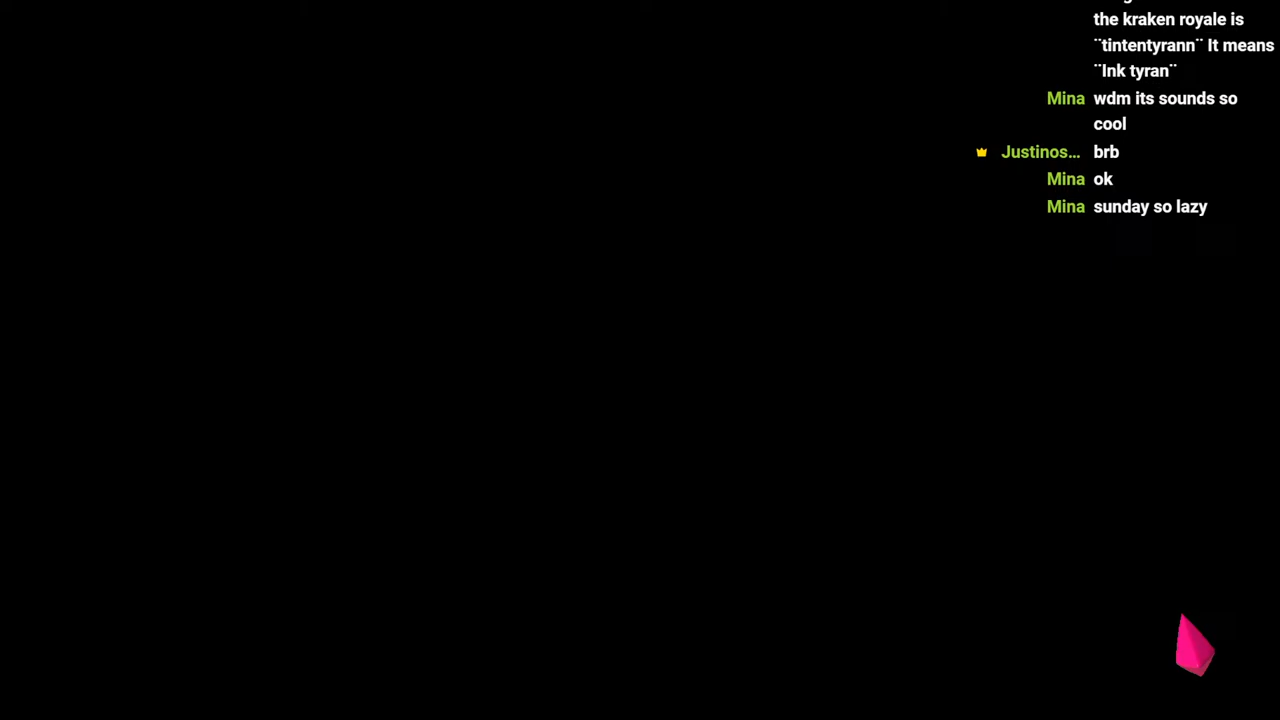 the kraken royale is
¨tintentyrann¨ It means
¨Ink tyran¨
Mina wdm its sounds so
cool
Justinos... brb
Mina ok
Mina sunday so lazy